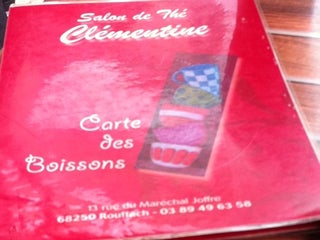 Salon de Thé
Clémentine
Carte
des
Boissons
13 rue du Maréchal Joffre
68250 Rouffach - 03 89 49 63 58